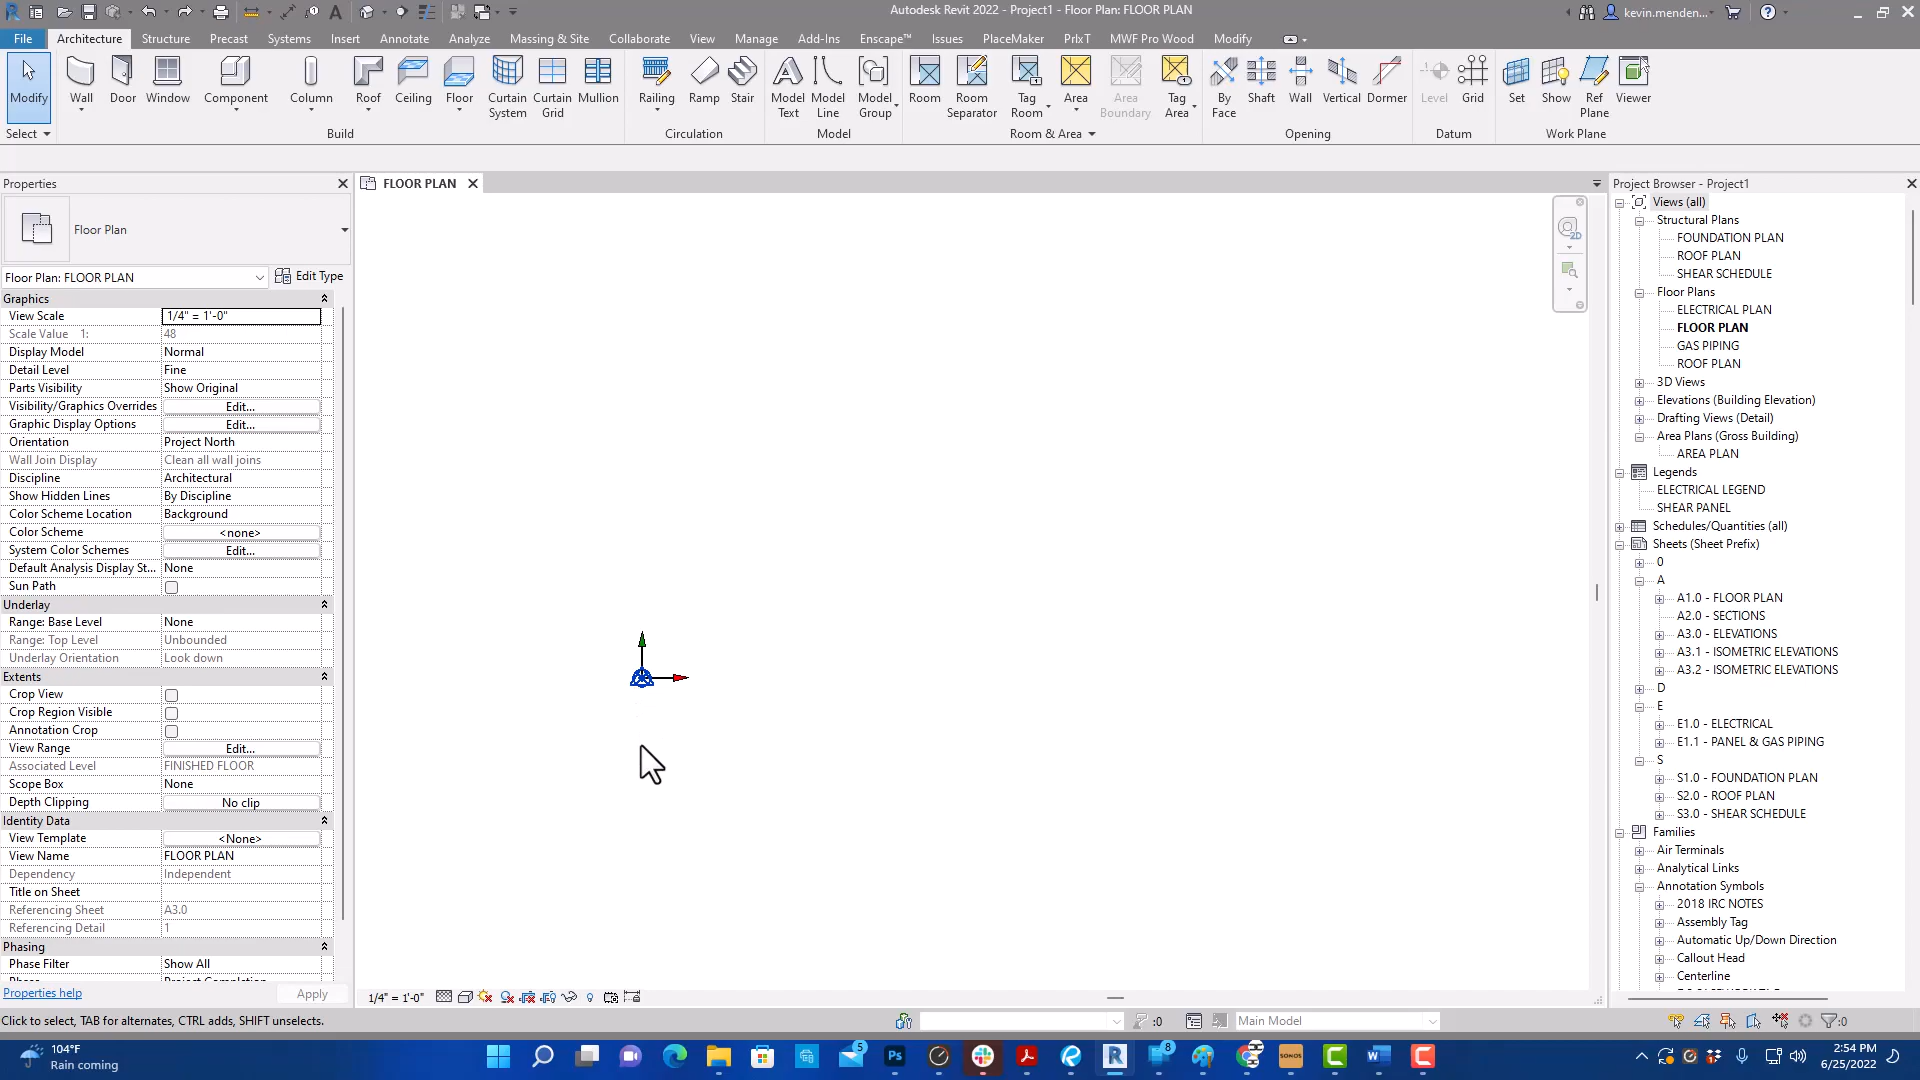 Autodesk Revit 2022 - Project1 - Floor Plan: FLOOR PLAN
kevin.menden...
File Architecture Structure Precast Systems Insert Annotate Analyze Massing & Site Collaborate View Manage Add-Ins Enscape™ Issues PlaceMaker PrIxT MWF Pro Wood Modify
Modify Wall Door Window Component Column Roof Ceiling Floor Curtain System Curtain Grid Mullion Railing Ramp Stair Model Text Model Line Model Group Room Room Separator Tag Room Area Area Boundary Tag Area By Face Shaft Wall Vertical Dormer Level Grid Set Show Ref Plane Viewer
Select Build Circulation Model Room & Area Opening Datum Work Plane
Properties
Floor Plan
Floor Plan: FLOOR PLAN Edit Type
Graphics
View Scale 1/4" = 1'-0"
Scale Value 1: 48
Display Model Normal
Detail Level Fine
Parts Visibility Show Original
Visibility/Graphics Overrides Edit...
Graphic Display Options Edit...
Orientation Project North
Wall Join Display Clean all wall joins
Discipline Architectural
Show Hidden Lines By Discipline
Color Scheme Location Background
Color Scheme <none>
System Color Schemes Edit...
Default Analysis Display St... None
Sun Path
Underlay
Range: Base Level None
Range: Top Level Unbounded
Underlay Orientation Look down
Extents
Crop View
Crop Region Visible
Annotation Crop
View Range Edit...
Associated Level FINISHED FLOOR
Scope Box None
Depth Clipping No clip
Identity Data
View Template <None>
View Name FLOOR PLAN
Dependency Independent
Title on Sheet
Referencing Sheet A3.0
Referencing Detail 1
Phasing
Phase Filter Show All
Properties help Apply
FLOOR PLAN
2D
1/4" = 1'-0"
Project Browser - Project1
Views (all)
Structural Plans
FOUNDATION PLAN
ROOF PLAN
SHEAR SCHEDULE
Floor Plans
ELECTRICAL PLAN
FLOOR PLAN
GAS PIPING
ROOF PLAN
3D Views
Elevations (Building Elevation)
Drafting Views (Detail)
Area Plans (Gross Building)
AREA PLAN
Legends
ELECTRICAL LEGEND
SHEAR PANEL
Schedules/Quantities (all)
Sheets (Sheet Prefix)
0
A
A1.0 - FLOOR PLAN
A2.0 - SECTIONS
A3.0 - ELEVATIONS
A3.1 - ISOMETRIC ELEVATIONS
A3.2 - ISOMETRIC ELEVATIONS
D
E
E1.0 - ELECTRICAL
E1.1 - PANEL & GAS PIPING
S
S1.0 - FOUNDATION PLAN
S2.0 - ROOF PLAN
S3.0 - SHEAR SCHEDULE
Families
Air Terminals
Analytical Links
Annotation Symbols
2018 IRC NOTES
Assembly Tag
Automatic Up/Down Direction
Callout Head
Centerline
Click to select, TAB for alternates, CTRL adds, SHIFT unselects.
:0
Main Model
:0
104°F
Rain coming
5
Ps
R
8
SONOS
2:54 PM
6/25/2022